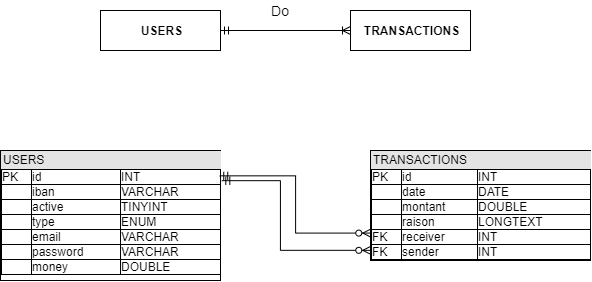 Do
USERS TRANSACTIONS
USERS
PK id INT
iban VARCHAR
active TINYINT
type ENUM
email VARCHAR
password VARCHAR
money DOUBLE
TRANSACTIONS
PK id INT
date DATE
montant DOUBLE
raison LONGTEXT
FK receiver INT
FK sender INT